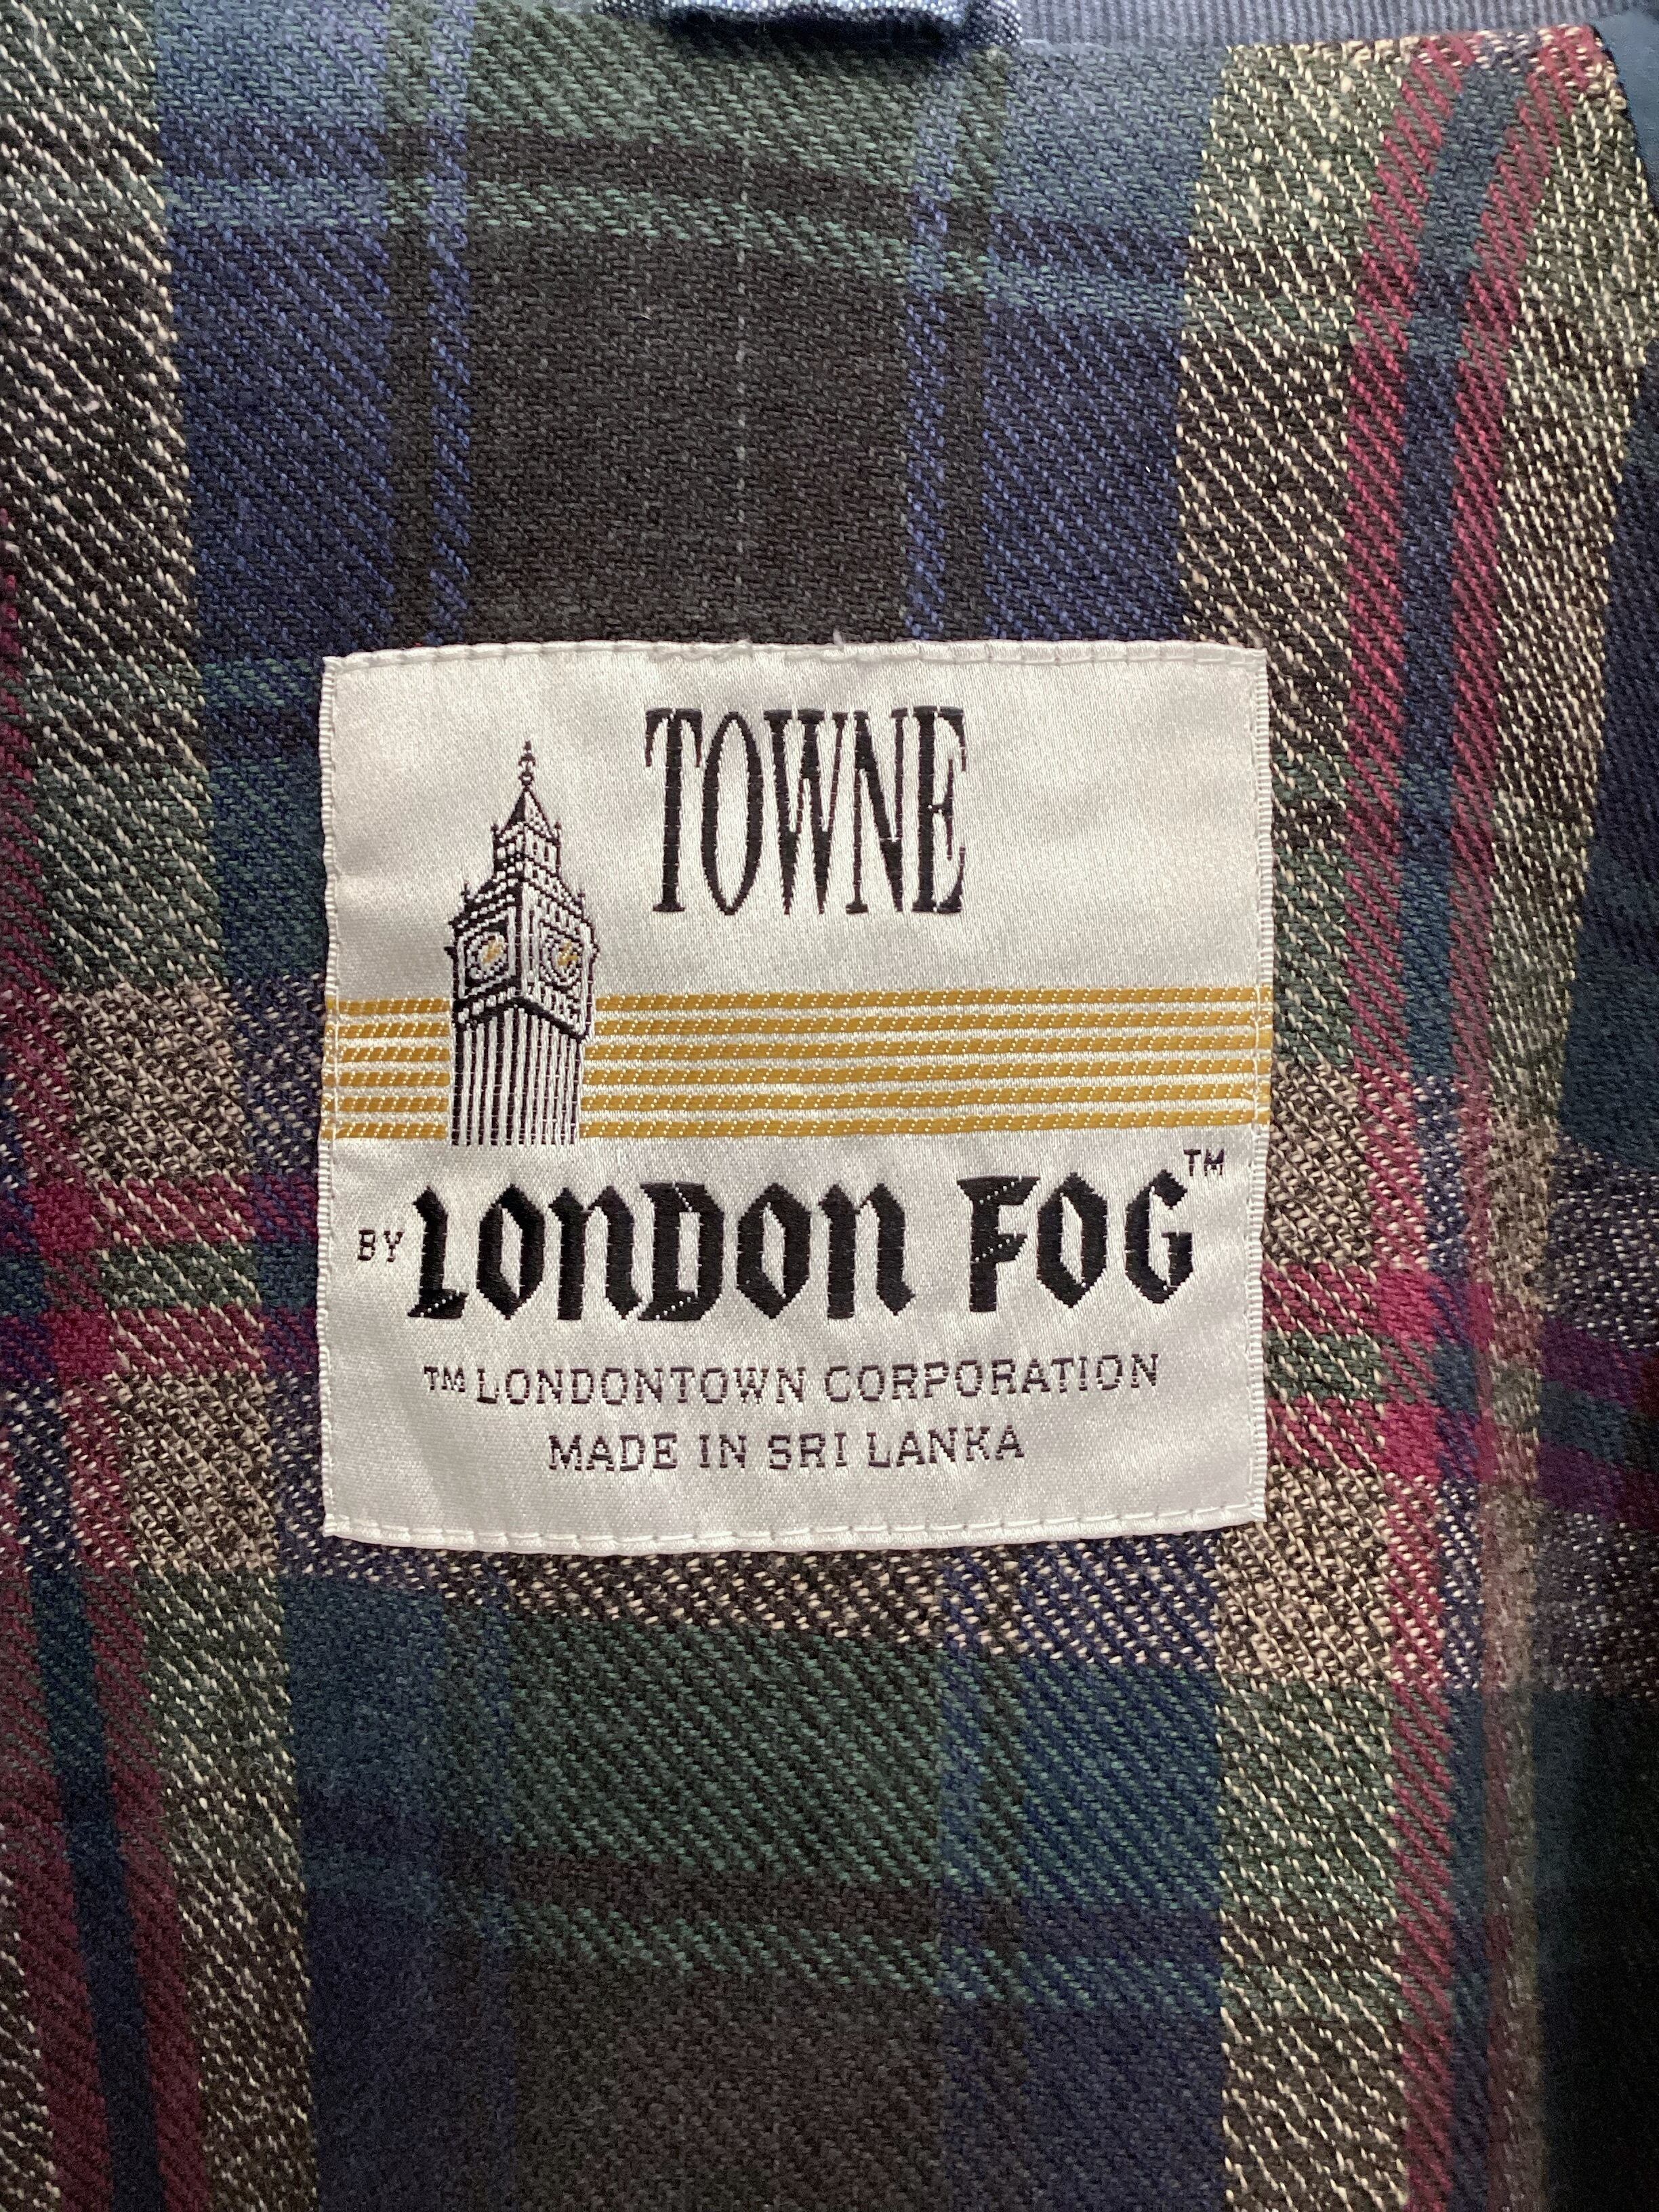 TOWNE
BY LONDON FOG™
™ LONDONTOWN CORPORATION
MADE IN SRI LANKA